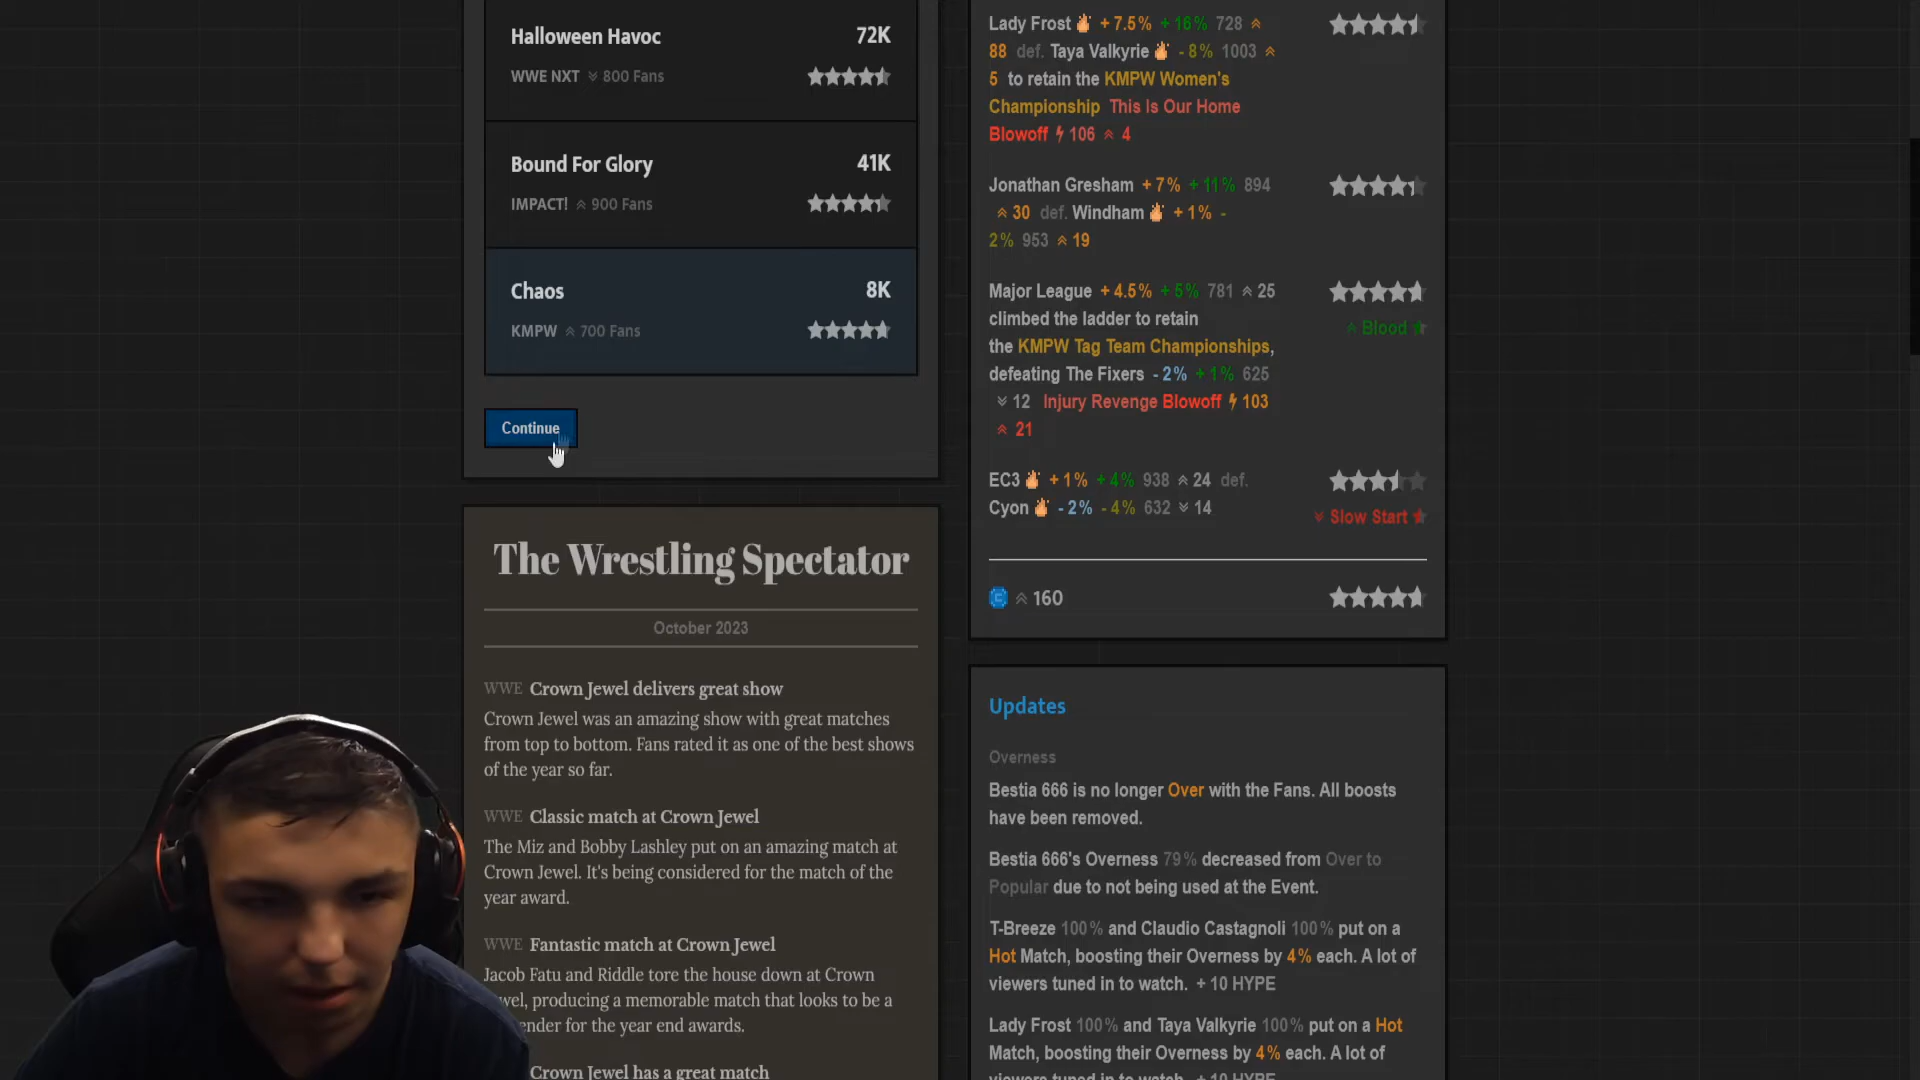 Halloween Havoc 72K
WWE NXT 800 Fans
Bound For Glory 41K
IMPACT! 900 Fans
Chaos 8K
KMPW 700 Fans
Continue
The Wrestling Spectator
October 2023
WWE Crown Jewel delivers great show
Crown Jewel was an amazing show with great matches
from top to bottom. Fans rated it as one of the best shows
of the year so far.
WWE Classic match at Crown Jewel
The Miz and Bobby Lashley put on an amazing match at
Crown Jewel. It's being considered for the match of the
year award.
WWE Fantastic match at Crown Jewel
Jacob Fatu and Riddle tore the house down at Crown
wel, producing a memorable match that looks to be a
ender for the year end awards.
Crown Jewel has a great match
Lady Frost + 7.5% + 16% 728
88 def. Taya Valkyrie - 8% 1003
5 to retain the KMPW Women's
Championship This Is Our Home
Blowoff 106 4
Jonathan Gresham + 7% + 11% 894
30 def. Windham + 1% -
2% 953 19
Major League + 4.5% + 5% 781 25
climbed the ladder to retain
the KMPW Tag Team Championships,
defeating The Fixers - 2% + 1% 625
12 Injury Revenge Blowoff 103
21
Blood
EC3 + 1% + 4% 938 24 def.
Cyon - 2% - 4% 632 14
Slow Start
160
Updates
Overness
Bestia 666 is no longer Over with the Fans. All boosts
have been removed.
Bestia 666's Overness 79% decreased from Over to
Popular due to not being used at the Event.
T-Breeze 100% and Claudio Castagnoli 100% put on a
Hot Match, boosting their Overness by 4% each. A lot of
viewers tuned in to watch. + 10 HYPE
Lady Frost 100% and Taya Valkyrie 100% put on a Hot
Match, boosting their Overness by 4% each. A lot of
viewers tuned in to watch. + 10 HYPE